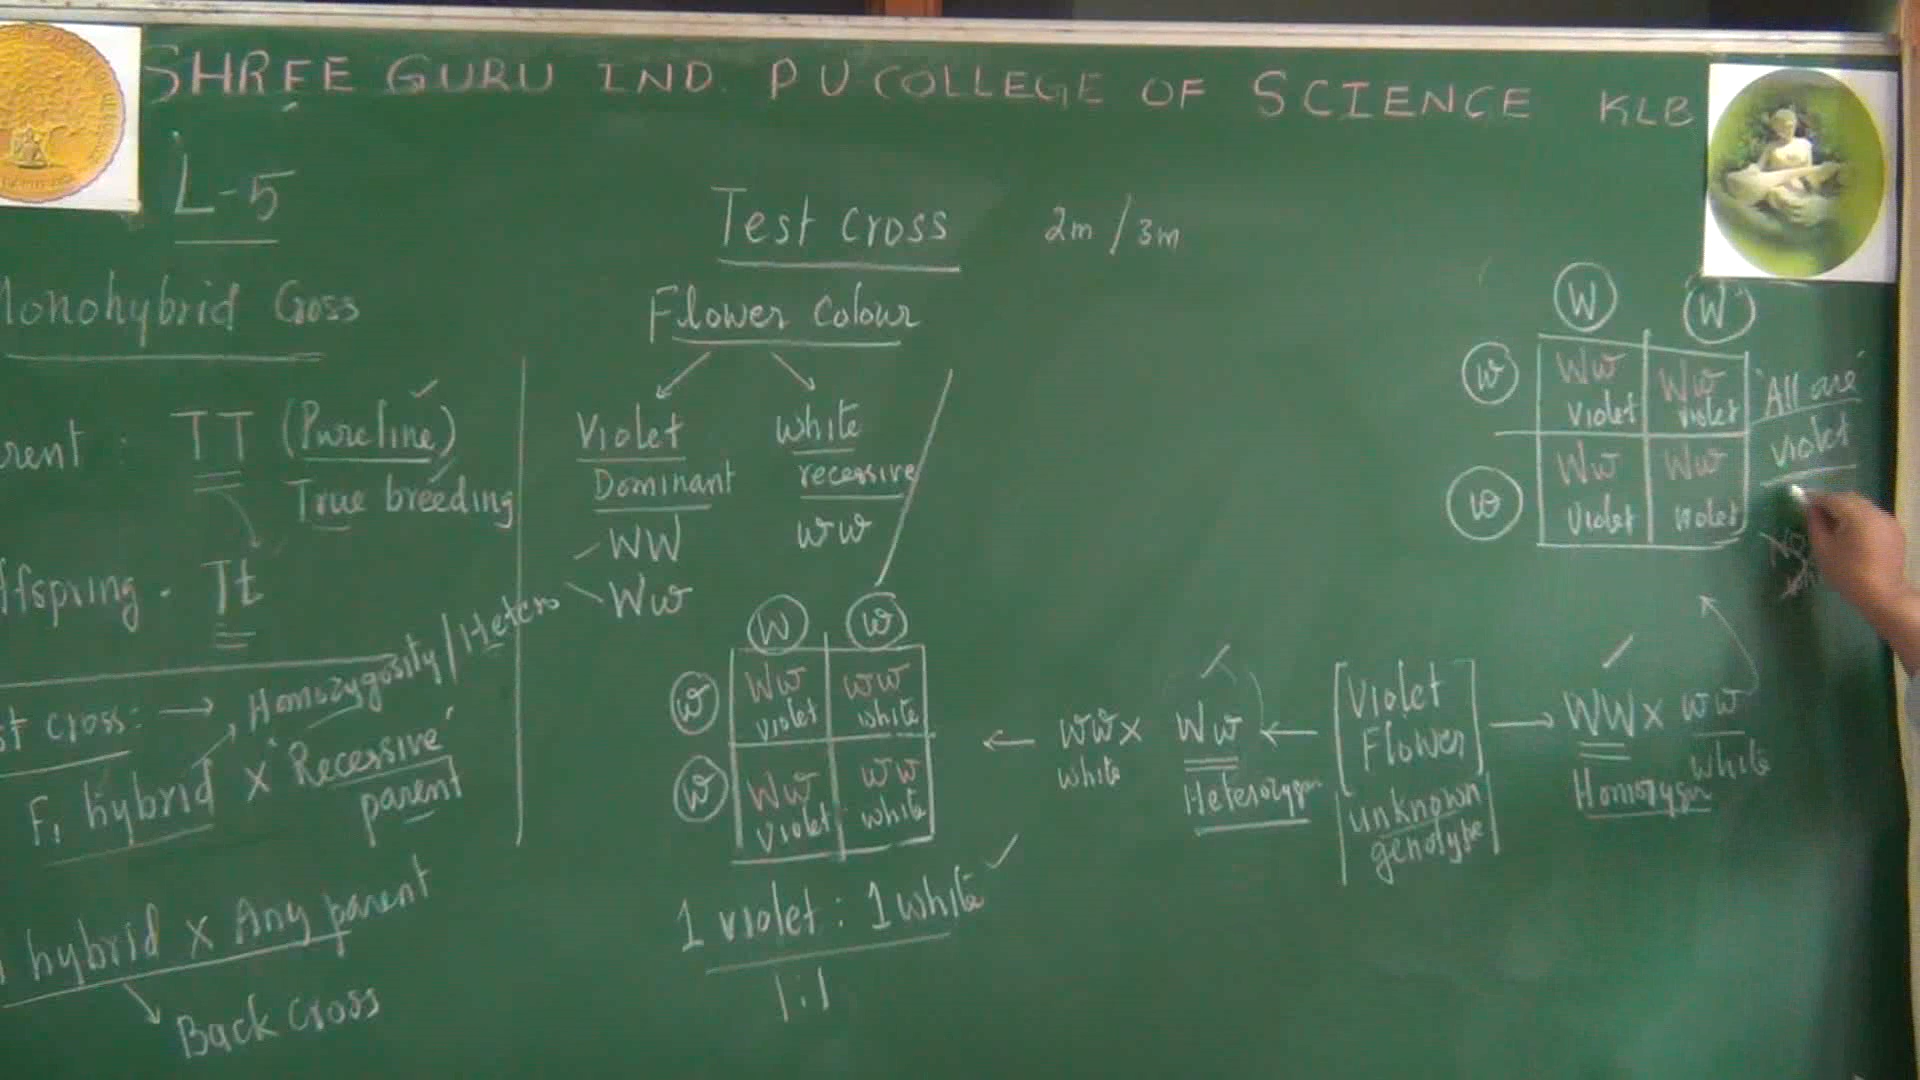 SHREE GURU IND. PU COLLEGE OF SCIENCE KLB
L-5
Test cross 2m / 3m
Monohybrid Cross
rent : TT (Pureline)
True breeding
ffspring - Tt
st cross: → Homozygosity / Hetero
F1 hybrid x "Recessive"
parent
hybrid x Any parent
Back cross
Flower Colour
Violet white
Dominant recessive
WW ww
Ww
W w
w Ww ww
violet white
w Ww ww
Violet white
1 violet : 1 white
1:1
ww x Ww ← [Violet Flower] → WW x ww
white Heterozygous unknown genotype Homozygous white
W W
w Ww Ww
violet violet
w Ww Ww
violet violet
"All are"
violet